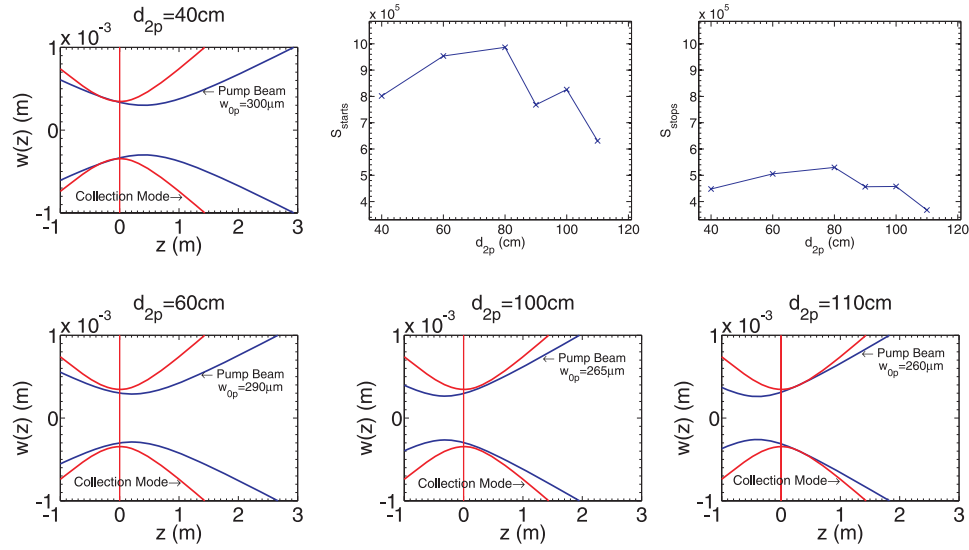 d2p=40cm
x 10-3
1
0
-1
w(z) (m)
-1 0 1 2 3
z (m)
Pump Beam
w0p=300µm
Collection Mode
x 105
10
9
8
7
6
5
4
Sstarts
40 60 80 100 120
d2p (cm)
x 105
10
9
8
7
6
5
4
Sstops
40 60 80 100 120
d2p (cm)
d2p=60cm
x 10-3
1
0
-1
w(z) (m)
-1 0 1 2 3
z (m)
Pump Beam
w0p=290µm
Collection Mode
d2p=100cm
x 10-3
1
0
-1
w(z) (m)
-1 0 1 2 3
z (m)
Pump Beam
w0p=265µm
Collection Mode
d2p=110cm
x 10-3
1
0
-1
w(z) (m)
-1 0 1 2 3
z (m)
Pump Beam
w0p=260µm
Collection Mode